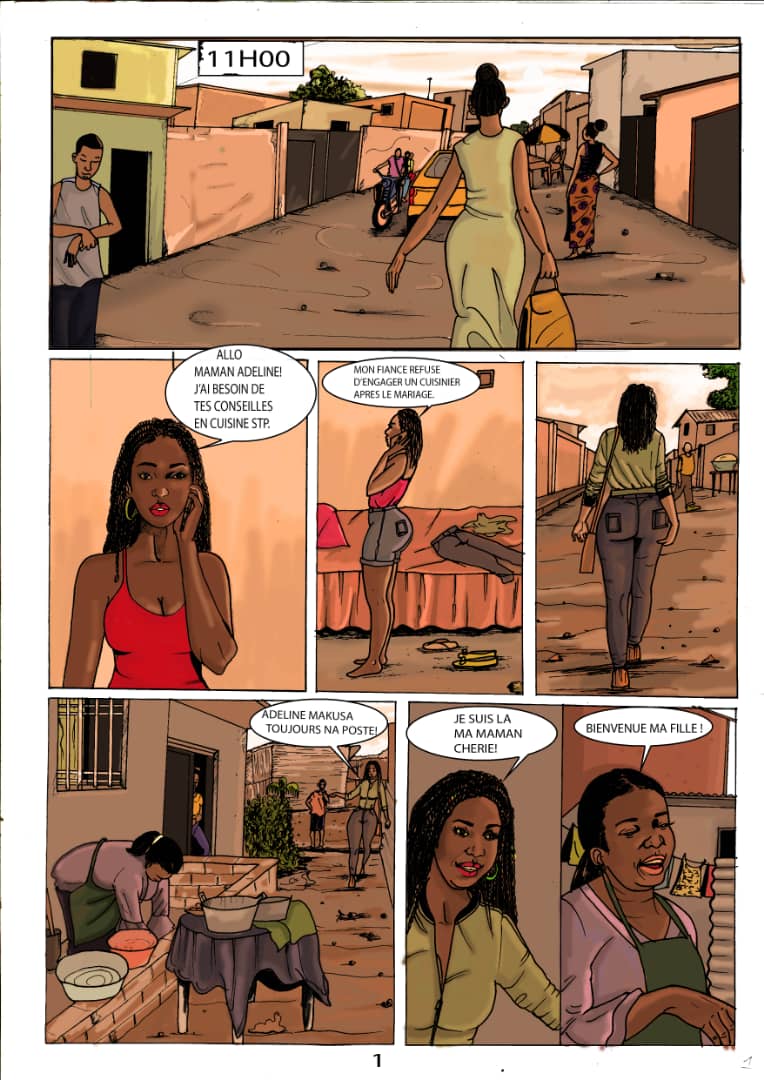 11H00
ALLO
MAMAN ADELINE!
J'AI BESOIN DE
TES CONSEILLES
EN CUISINE STP.
MON FIANCE REFUSE
D'ENGAGER UN CUISINIER
APRES LE MARIAGE.
ADELINE MAKUSA
TOUJOURS NA POSTE!
JE SUIS LA
MA MAMAN
CHERIE!
BIENVENUE MA FILLE !
1
1